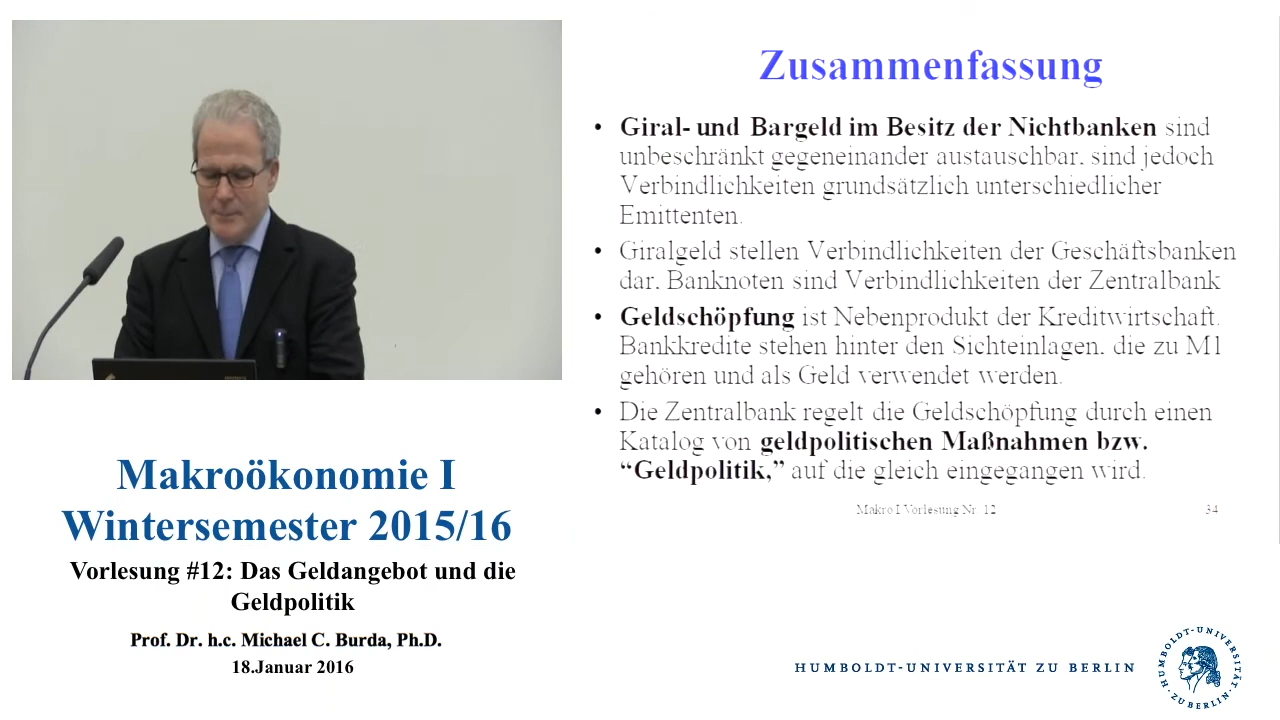 Zusammenfassung
• Giral- und Bargeld im Besitz der Nichtbanken sind
unbeschränkt gegeneinander austauschbar, sind jedoch
Verbindlichkeiten grundsätzlich unterschiedlicher
Emittenten.
• Giralgeld stellen Verbindlichkeiten der Geschäftsbanken
dar, Banknoten sind Verbindlichkeiten der Zentralbank
• Geldschöpfung ist Nebenprodukt der Kreditwirtschaft.
Bankkredite stehen hinter den Sichteinlagen, die zu M1
gehören und als Geld verwendet werden.
• Die Zentralbank regelt die Geldschöpfung durch einen
Katalog von geldpolitischen Maßnahmen bzw.
“Geldpolitik,” auf die gleich eingegangen wird.
Makro I Vorlesung Nr. 12 34
Makroökonomie I
Wintersemester 2015/16
Vorlesung #12: Das Geldangebot und die
Geldpolitik
Prof. Dr. h.c. Michael C. Burda, Ph.D.
18.Januar 2016
HUMBOLDT-UNIVERSITÄT ZU BERLIN
HUMBOLDT-UNIVERSITÄT ZU BERLIN